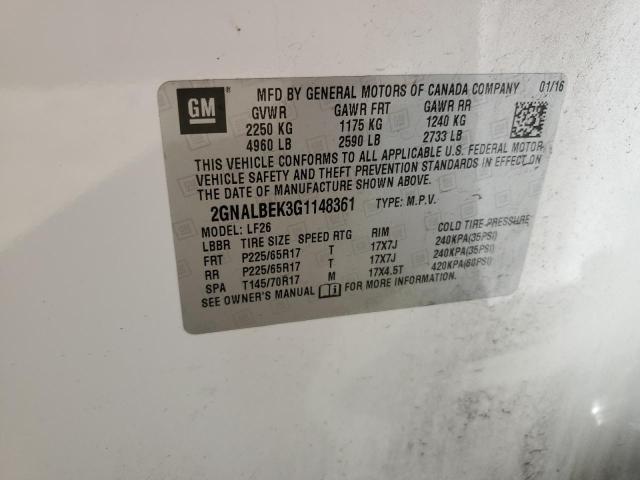 GM
MFD BY GENERAL MOTORS OF CANADA COMPANY 01/16
GVWR GAWR FRT GAWR RR
2250 KG 1175 KG 1240 KG
4960 LB 2590 LB 2733 LB
THIS VEHICLE CONFORMS TO ALL APPLICABLE U.S. FEDERAL MOTOR
VEHICLE SAFETY AND THEFT PREVENTION STANDARDS IN EFFECT ON
THE DATE OF MANUFACTURE SHOWN ABOVE.
2GNALBEK3G1148361 TYPE: M.P.V.
MODEL: LF26
LBBR TIRE SIZE SPEED RTG RIM COLD TIRE PRESSURE
FRT P225/65R17 T 17X7J 240KPA(35PSI)
RR P225/65R17 T 17X7J 240KPA(35PSI)
SPA T145/70R17 M 17X4.5T 420KPA(60PSI)
SEE OWNER'S MANUAL FOR MORE INFORMATION.